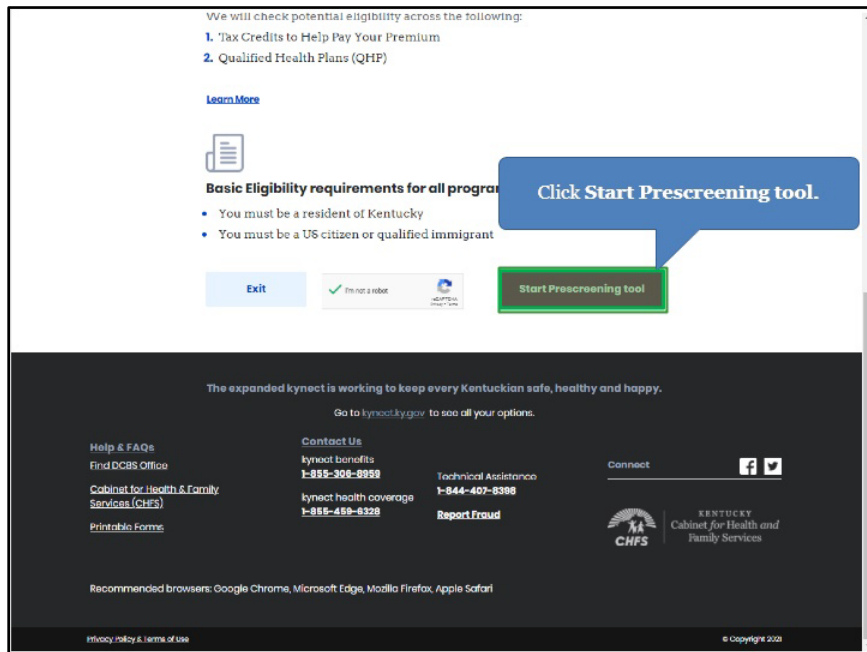 We will check potential eligibility across the following:
1. Tax Credits to Help Pay Your Premium
2. Qualified Health Plans (QHP)
Learn More
Basic Eligibility requirements for all progra
Click Start Prescreening tool.
• You must be a resident of Kentucky
• You must be a US citizen or qualified immigrant
Exit
I'm not a robot
reCAPTCHA
Privacy - Terms
Start Prescreening tool
The expanded kynect is working to keep every Kentuckian safe, healthy and happy.
Go to kynect.ky.gov to see all your options.
Help & FAQs
Find DCBS Office
Cabinet for Health & Family
Services (CHFS)
Printable Forms
Contact Us
kynect benefits
1-855-306-8959
kynect health coverage
1-855-459-6328
Technical Assistance
1-844-407-8398
Report Fraud
Connect
CHFS
KENTUCKY
Cabinet for Health and
Family Services
Recommended browsers: Google Chrome, Microsoft Edge, Mozilla Firefox, Apple Safari
Privacy Policy & Terms of Use
© Copyright 2021